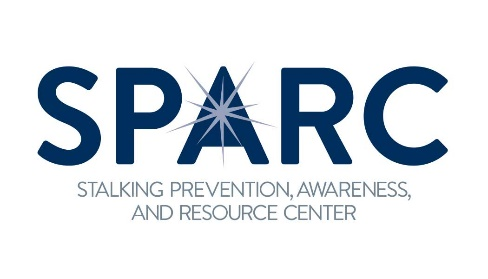 SPARC
STALKING PREVENTION, AWARENESS,
AND RESOURCE CENTER